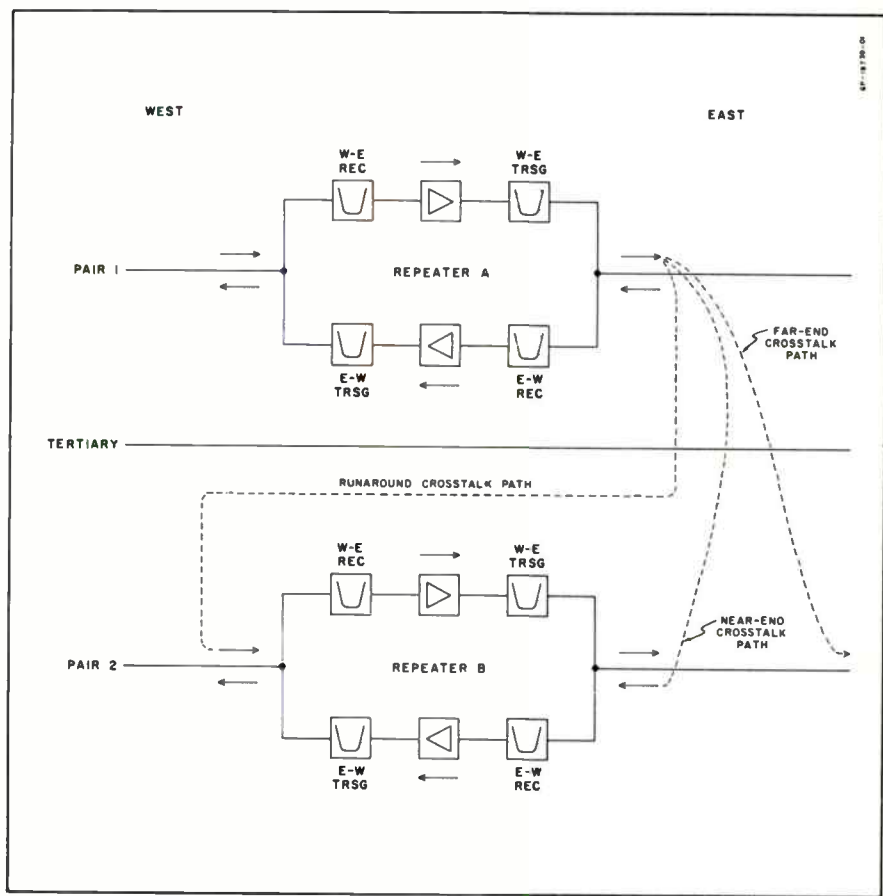 WEST
EAST
W-E
REC
W-E
TRSG
PAIR 1
REPEATER A
FAR-END
CROSSTALK
PATH
E-W
TRSG
E-W
REC
TERTIARY
RUNAROUND CROSSTALK PATH
W-E
REC
W-E
TRSG
NEAR-END
CROSSTALK
PATH
PAIR 2
REPEATER B
E-W
TRSG
E-W
REC